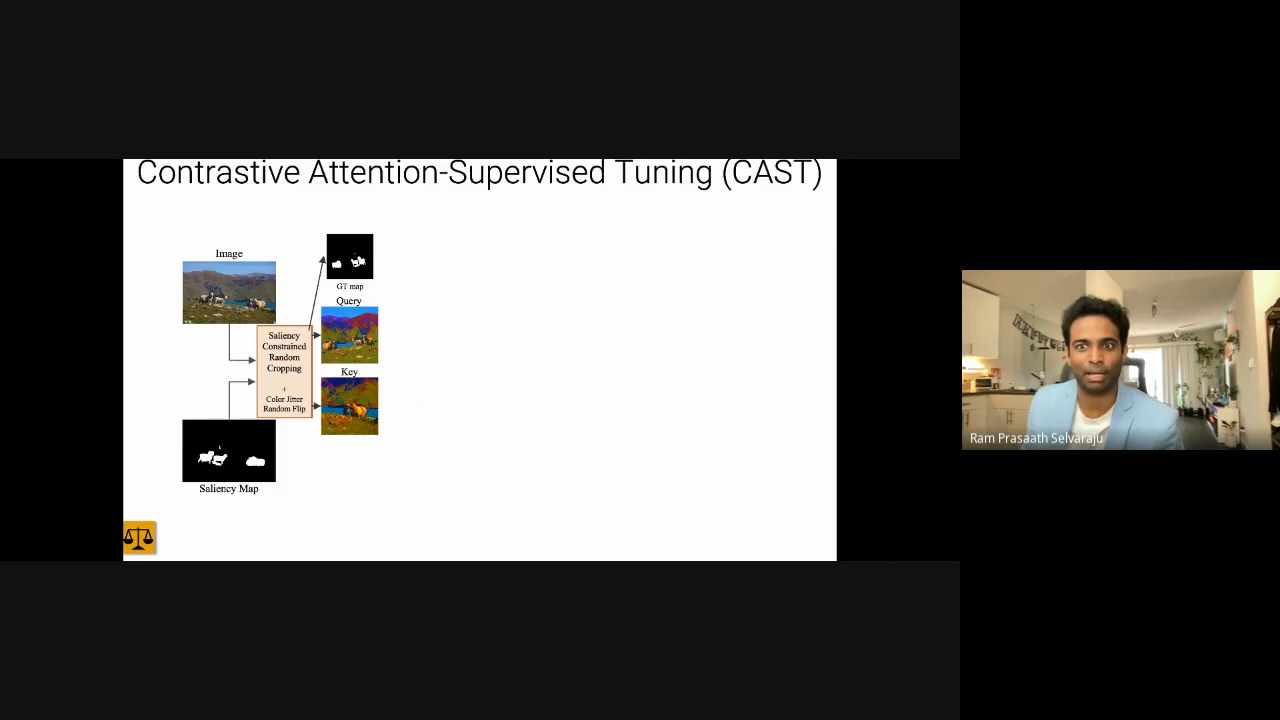 Contrastive Attention-Supervised Tuning (CAST)
Image
GT map
Query
Saliency
Constrained
Random
Cropping
+
Color Jitter
Random Flip
Key
Saliency Map
Ram Prasaath Selvaraju